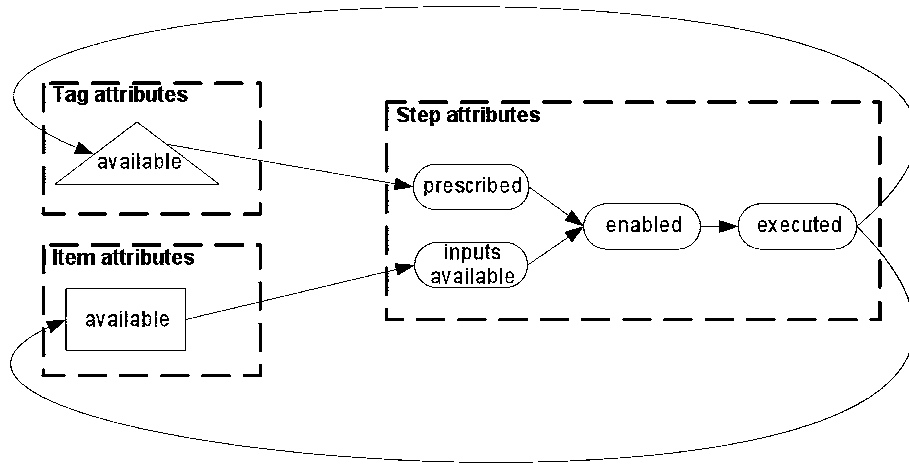 Tag attributes
available
Step attributes
prescribed
enabled
executed
inputs
available
Item attributes
available